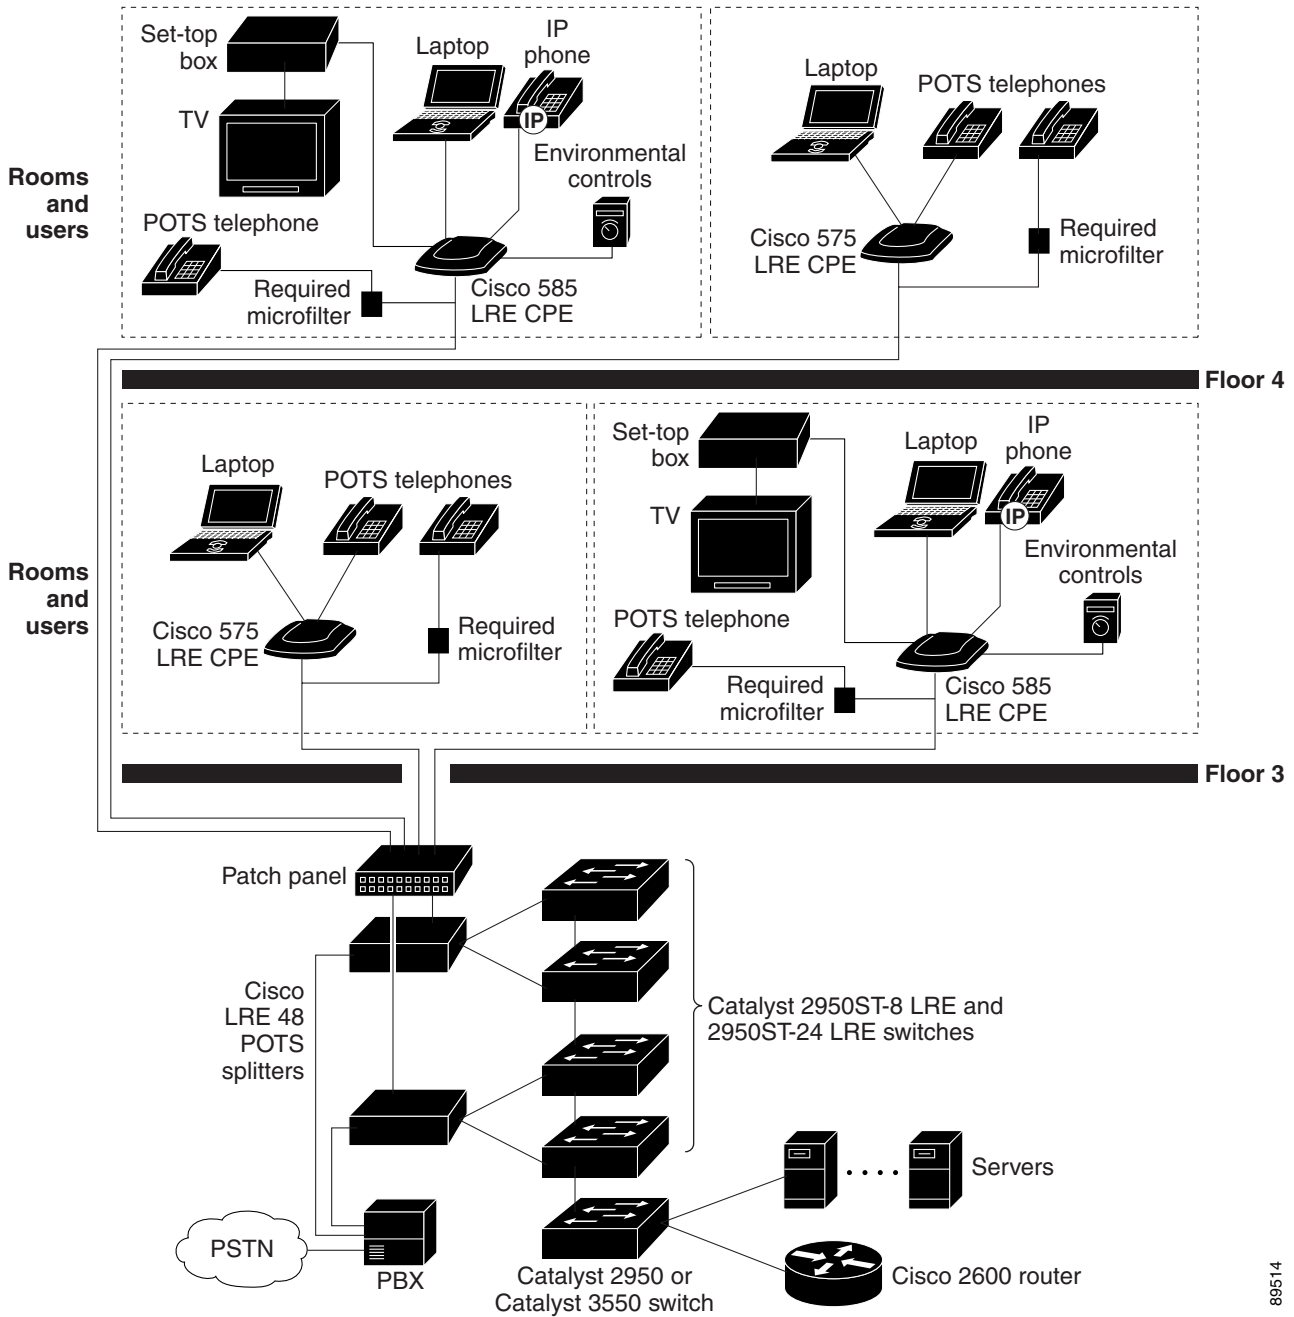 Set-top
box
Laptop
IP
phone
IP
TV
Environmental
controls
POTS telephone
Required
microfilter
Cisco 585
LRE CPE
Laptop
POTS telephones
Cisco 575
LRE CPE
Required
microfilter
Rooms
and
users
Floor 4
Laptop
POTS telephones
Cisco 575
LRE CPE
Required
microfilter
Set-top
box
Laptop
IP
phone
IP
TV
Environmental
controls
POTS telephone
Required
microfilter
Cisco 585
LRE CPE
Rooms
and
users
Floor 3
Patch panel
Cisco
LRE 48
POTS
splitters
Catalyst 2950ST-8 LRE and
2950ST-24 LRE switches
Servers
PSTN
PBX
Catalyst 2950 or
Catalyst 3550 switch
Cisco 2600 router
89514